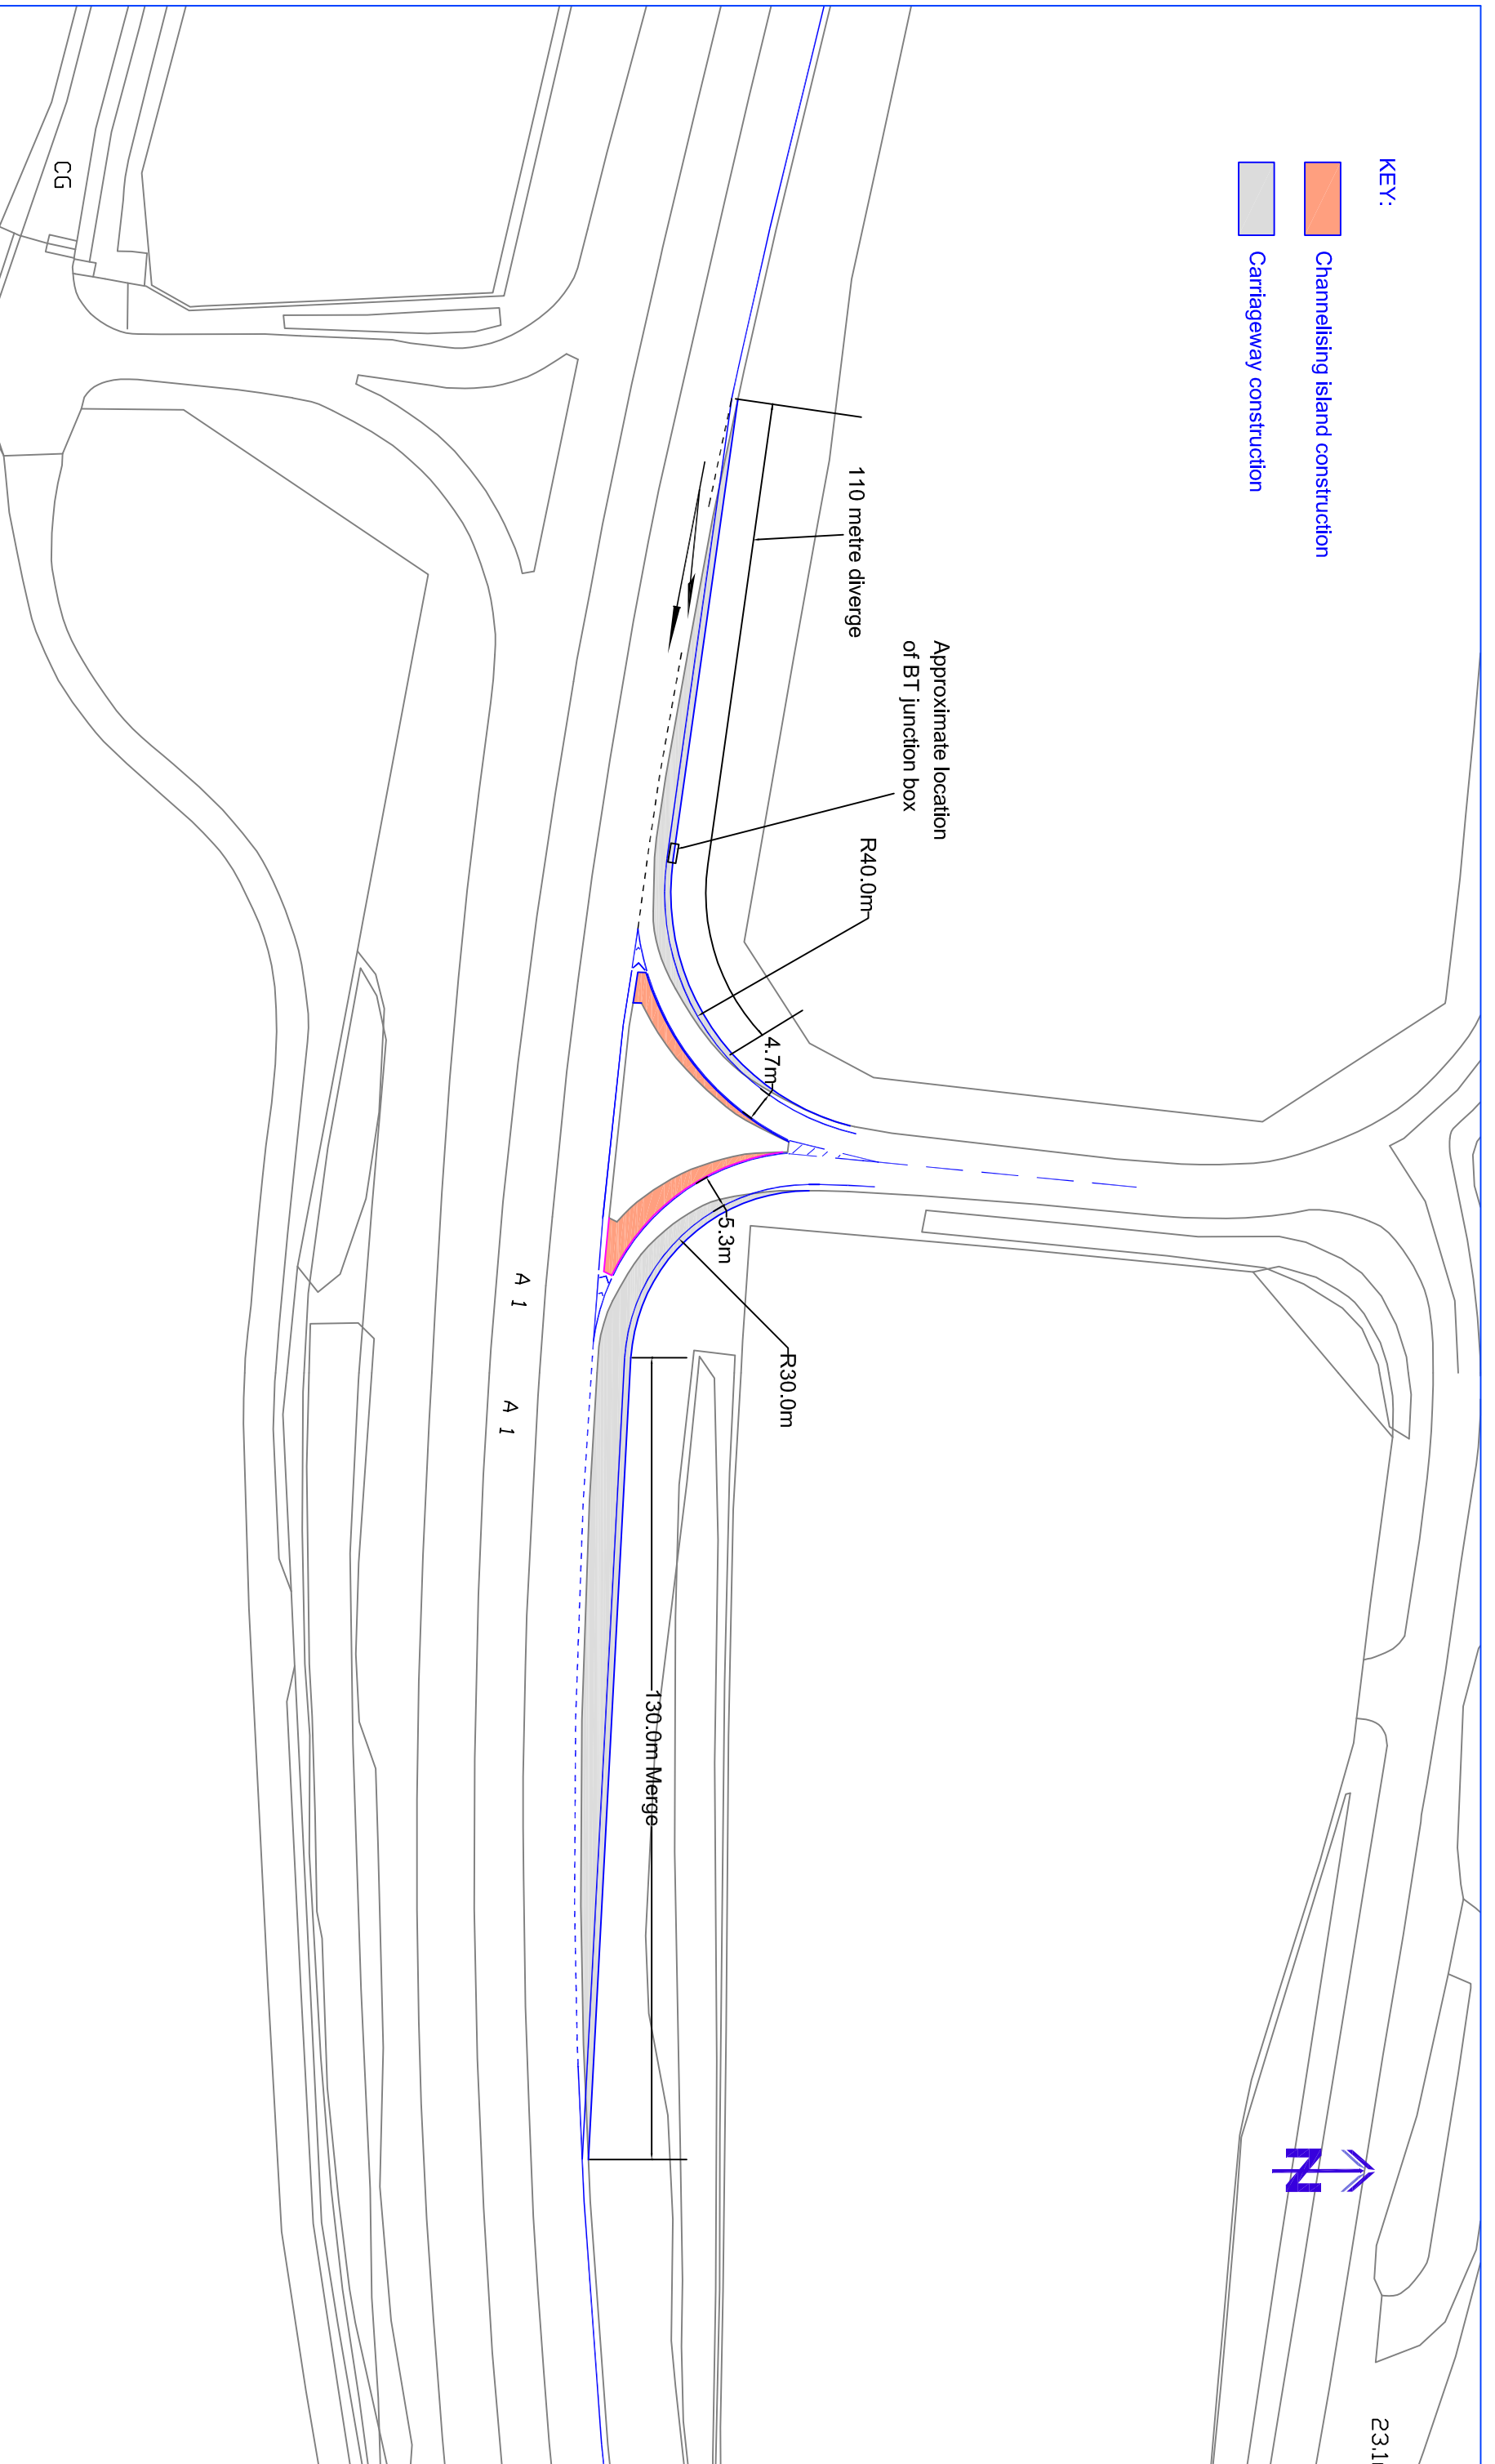 KEY:
Channelising island construction
Carriageway construction
CG
110 metre diverge
Approximate location
of BT junction box
R40.0m
4.7m
5.3m
R30.0m
A 1
A 1
130.0m Merge
N